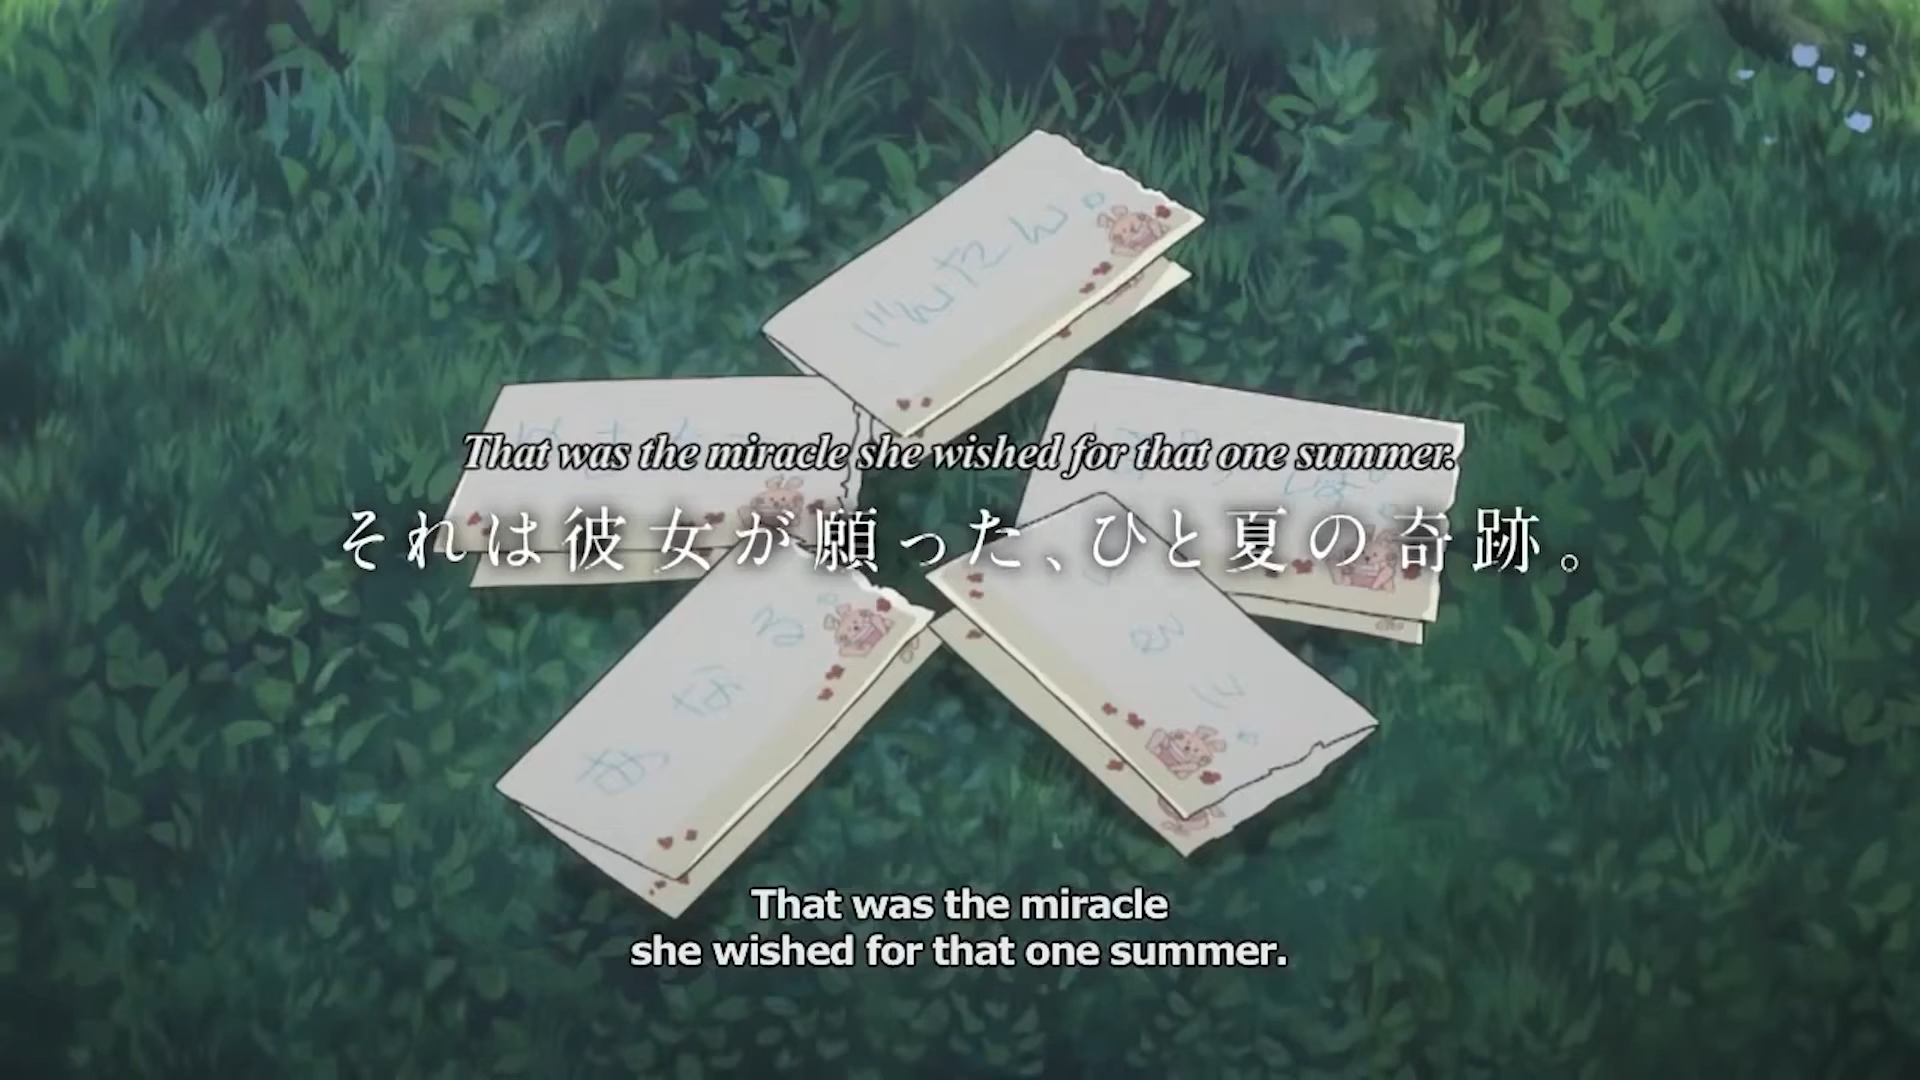 じんたん。
That was the miracle she wished for that one summer.
それは彼女が願った、ひと夏の奇跡。
あなる
That was the miracle
she wished for that one summer.